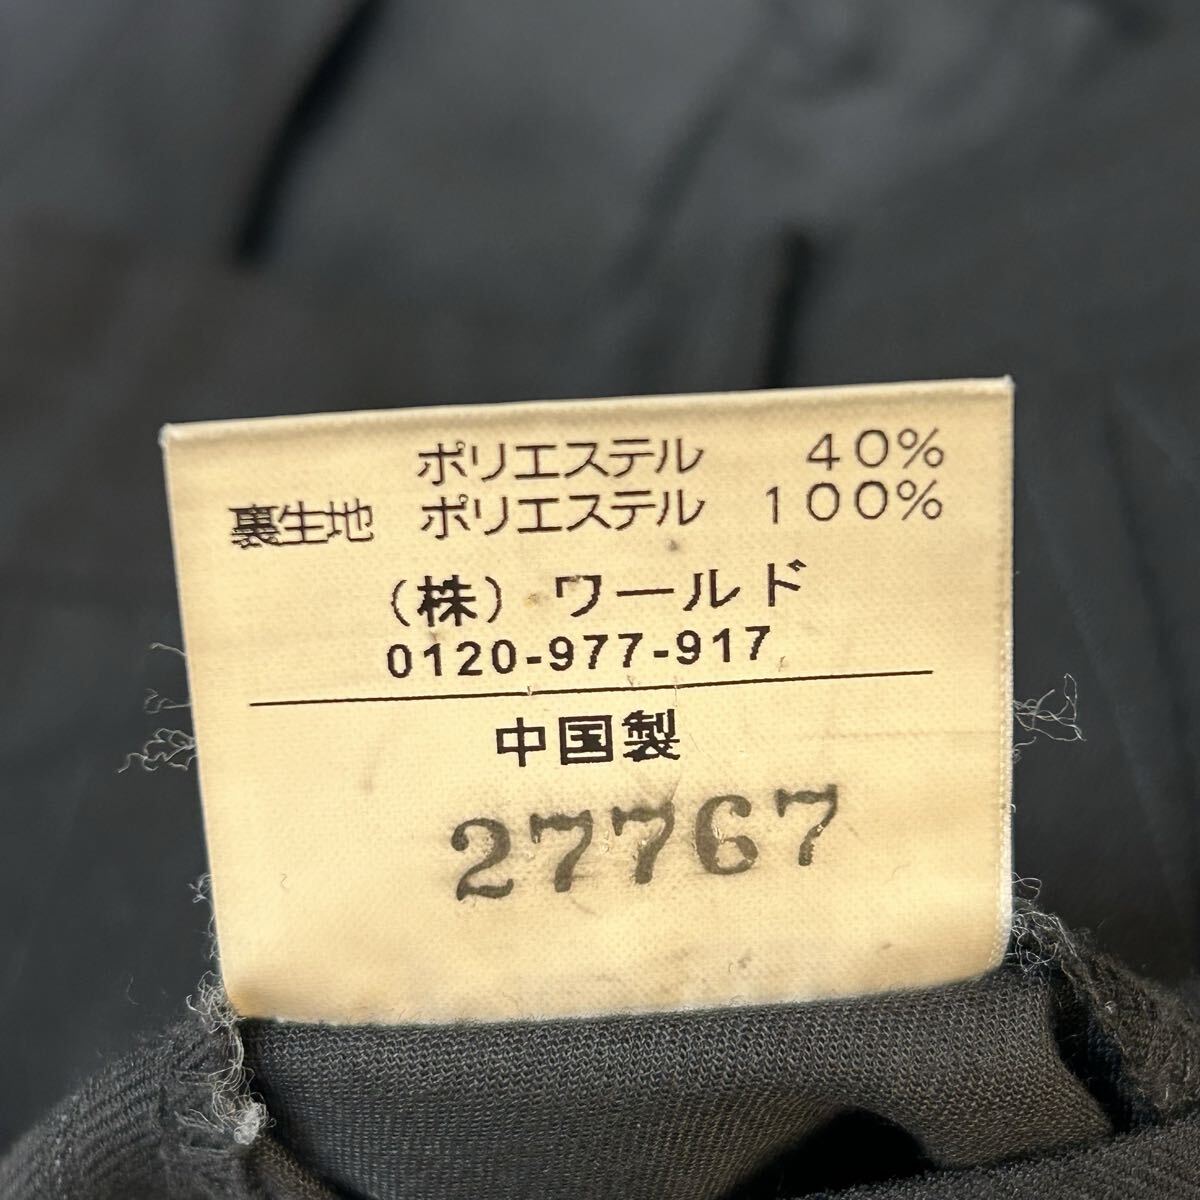 ポリエステル 40%
裏生地 ポリエステル 100%
(株) ワールド
0120-977-917
中国製
27767